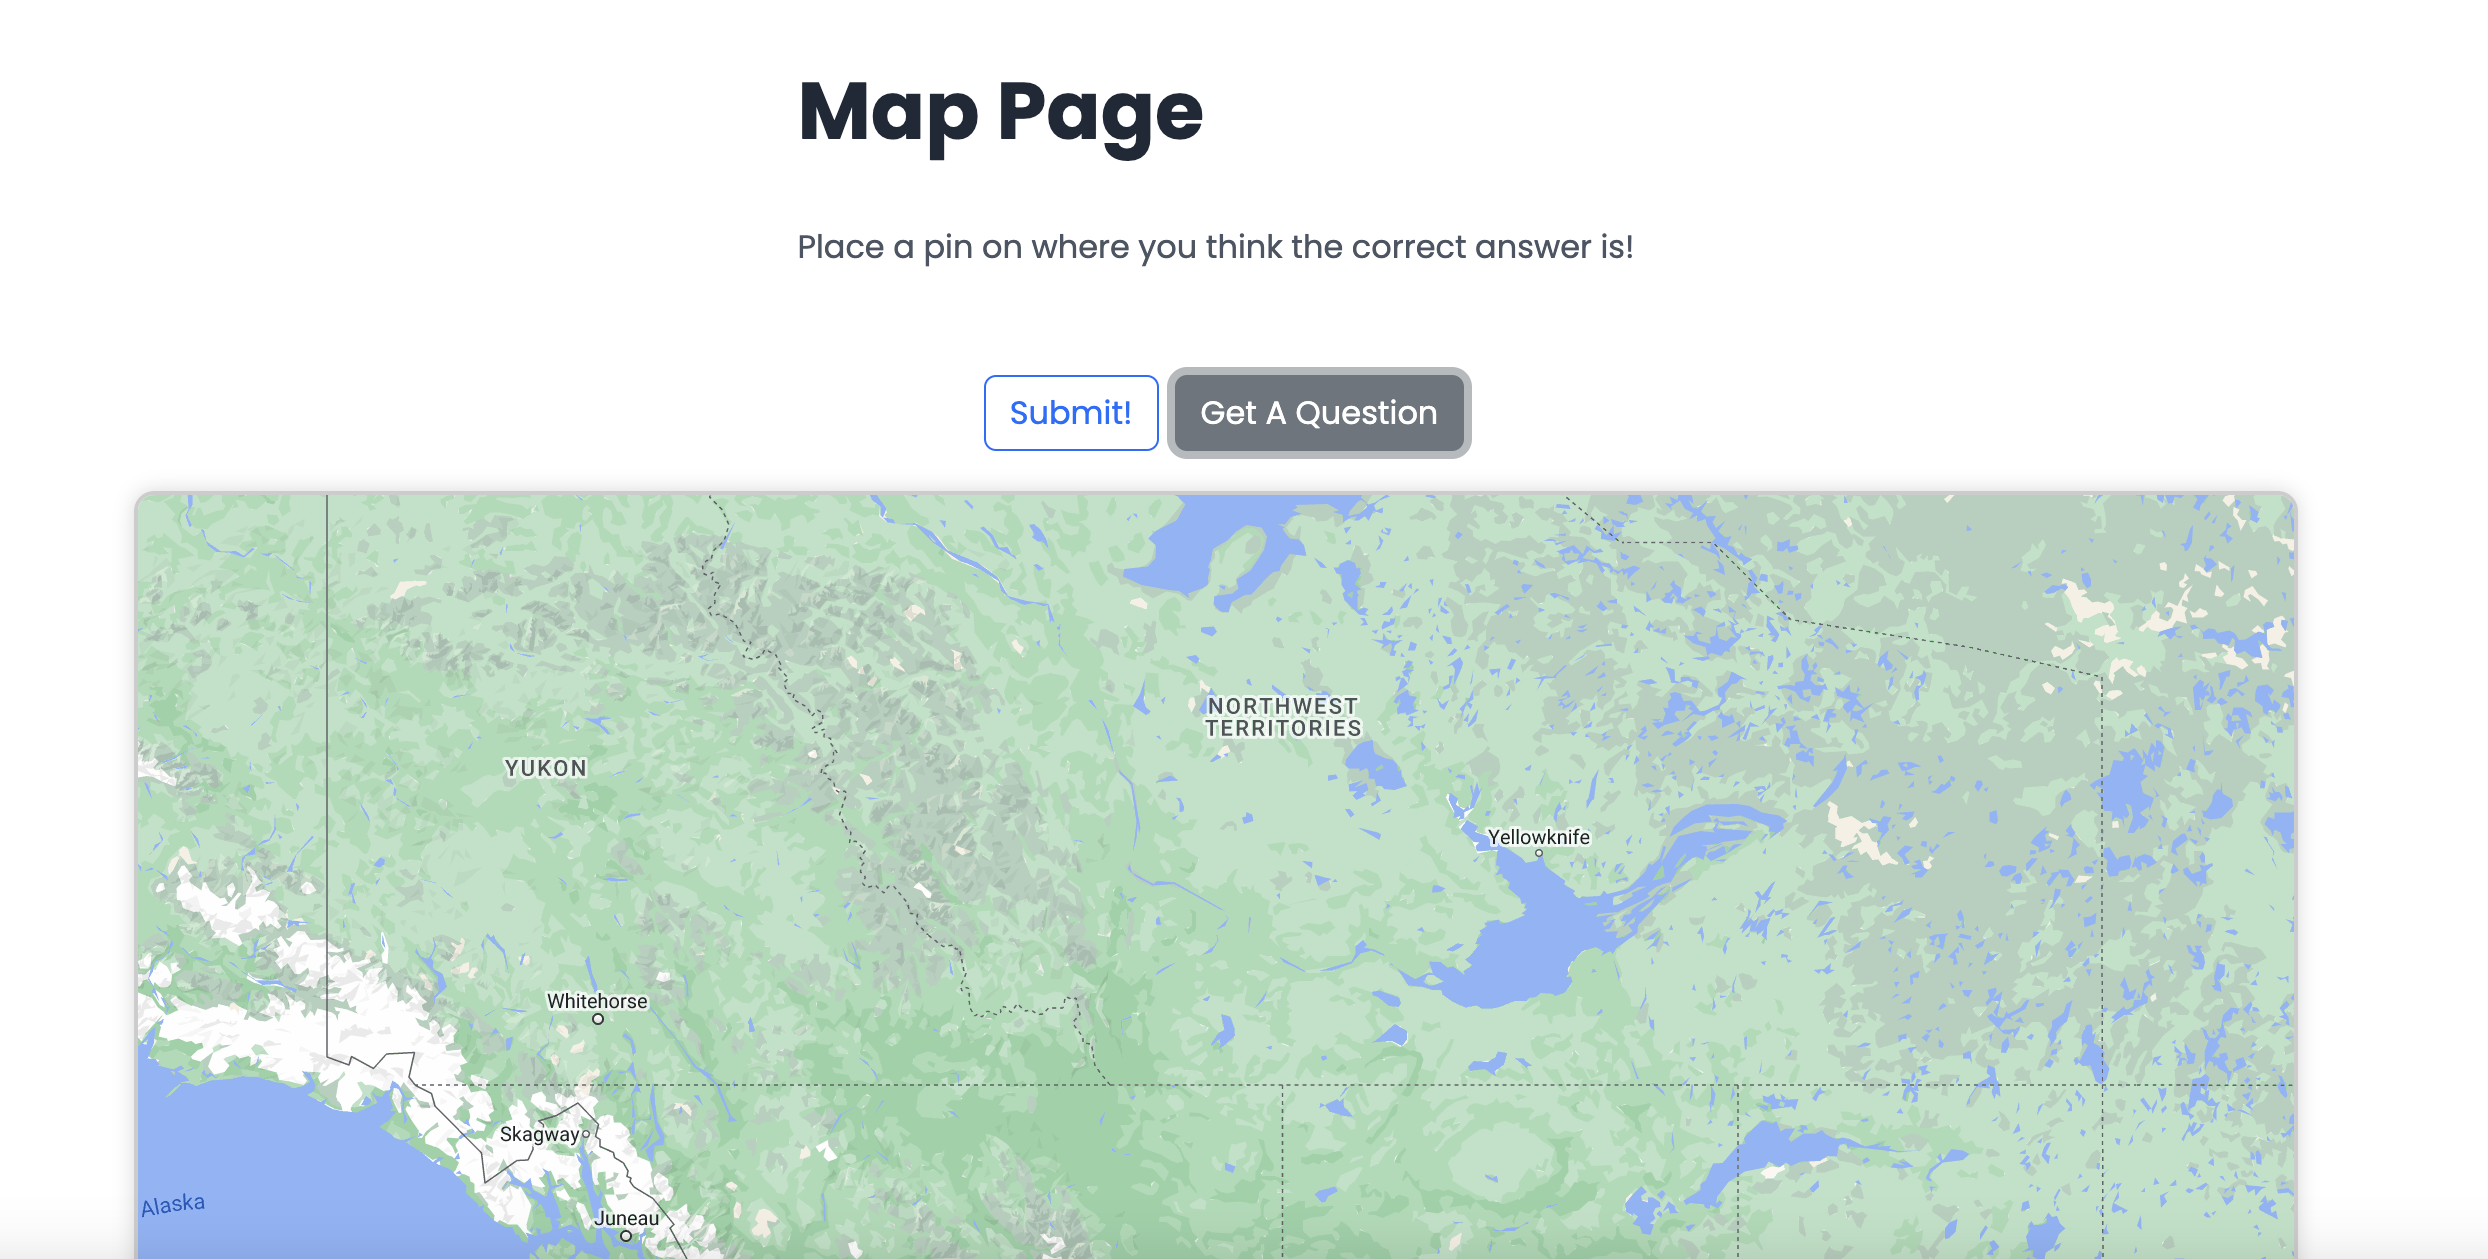 Map Page
Place a pin on where you think the correct answer is!
Submit!
Get A Question
NORTHWEST
TERRITORIES
YUKON
Yellowknife
Whitehorse
Skagway
Alaska
Juneau